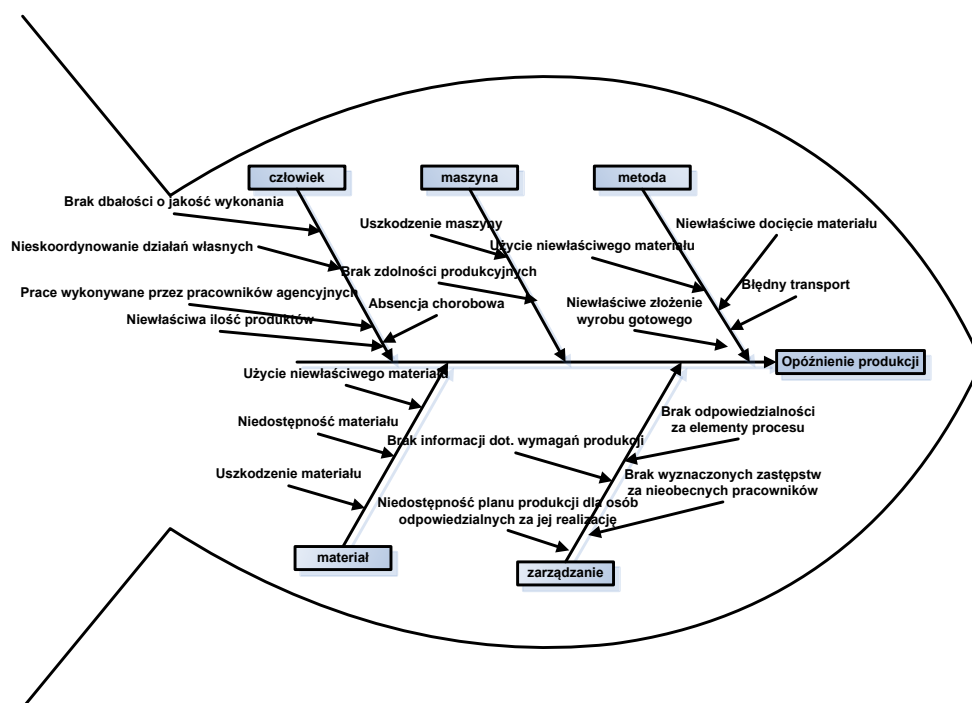 człowiek
maszyna
metoda
Brak dbałości o jakość wykonania
Uszkodzenie maszyny
Niewłaściwe docięcie materiału
Nieskoordynowanie działań własnych
Użycie niewłaściwego materiału
Brak zdolności produkcyjnych
Błędny transport
Prace wykonywane przez pracowników agencyjnych
Absencja chorobowa
Niewłaściwe złożenie
wyrobu gotowego
Niewłaściwa ilość produktów
Opóźnienie produkcji
Użycie niewłaściwego materiału
Niedostępność materiału
Brak odpowiedzialności
za elementy procesu
Brak informacji dot. wymagań produkcji
Uszkodzenie materiału
Brak wyznaczonych zastępstw
za nieobecnych pracowników
Niedostępność planu produkcji dla osób
odpowiedzialnych za jej realizację
materiał
zarządzanie